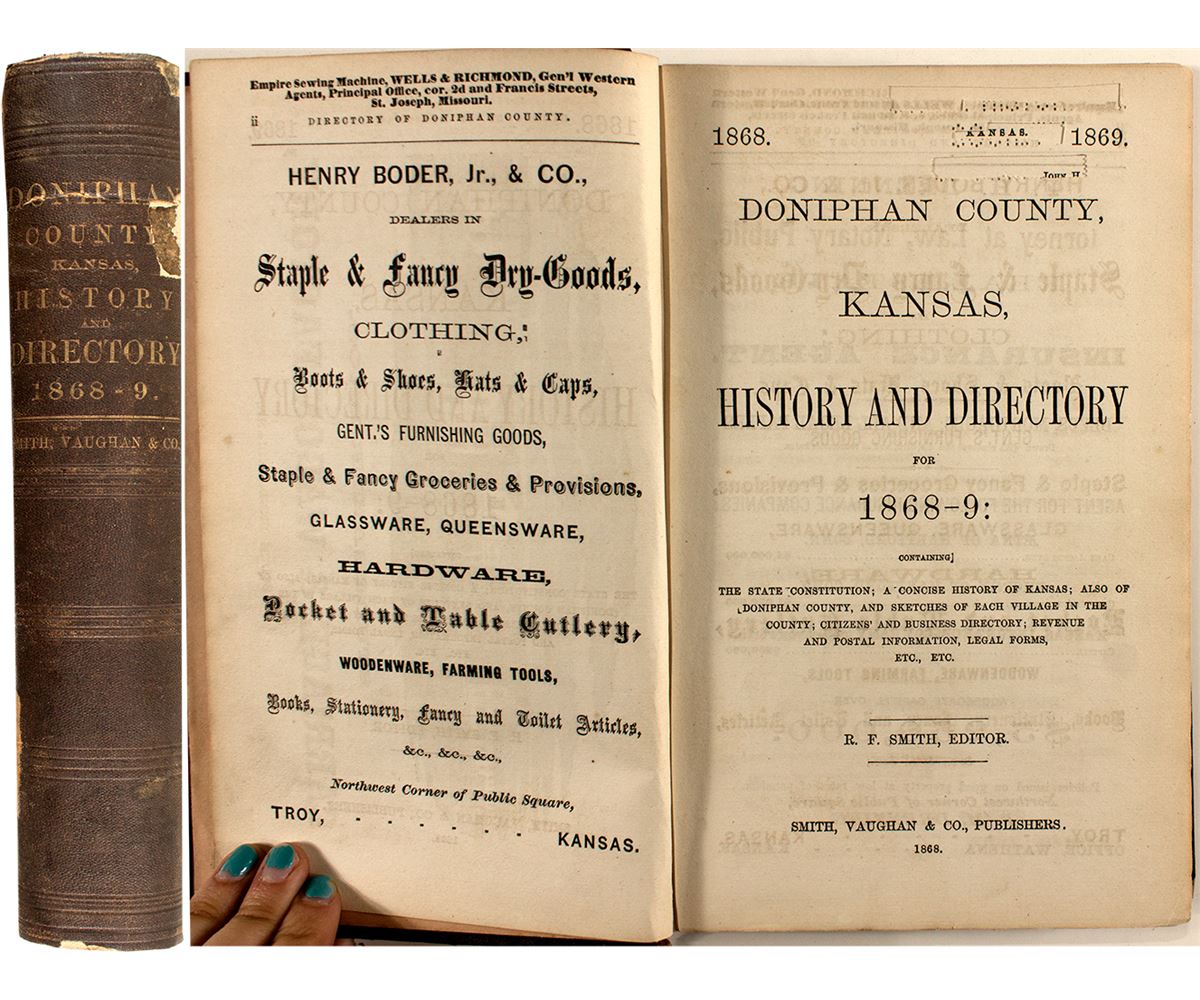 DONIPHAN
COUNTY
KANSAS,
HISTORY
AND
DIRECTORY
1868-9.
SMITH, VAUGHAN & CO.
Empire Sewing Machine, WELLS & RICHMOND, Gen'l Western
Agents, Principal Office, cor. 2d and Francis Streets,
St. Joseph, Missouri.
ii DIRECTORY OF DONIPHAN COUNTY.
HENRY BODER, Jr., & CO.,
DEALERS IN
Staple & Fancy Dry-Goods,
CLOTHING,
Boots & Shoes, Hats & Caps,
GENT.'S FURNISHING GOODS,
Staple & Fancy Groceries & Provisions,
GLASSWARE, QUEENSWARE,
HARDWARE,
Pocket and Table Cutlery,
WOODENWARE, FARMING TOOLS,
Books, Stationery, Fancy and Toilet Articles,
&c., &c., &c.,
Northwest Corner of Public Square,
TROY, - - - - - - KANSAS.
1868. KANSAS. 1869.
JOHN H.
DONIPHAN COUNTY,
KANSAS,
HISTORY AND DIRECTORY
FOR
1868-9:
CONTAINING]
THE STATE CONSTITUTION; A CONCISE HISTORY OF KANSAS; ALSO OF
DONIPHAN COUNTY, AND SKETCHES OF EACH VILLAGE IN THE
COUNTY; CITIZENS' AND BUSINESS DIRECTORY; REVENUE
AND POSTAL INFORMATION, LEGAL FORMS,
ETC., ETC.
R. F. SMITH, EDITOR.
SMITH, VAUGHAN & CO., PUBLISHERS.
1868.